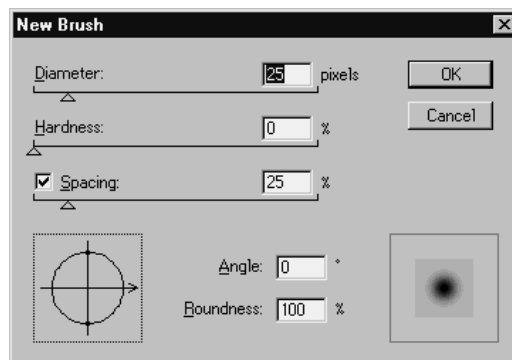 New Brush
Diameter: 25 pixels OK
Hardness: 0 % Cancel
Spacing: 25 %
Angle: 0 °
Roundness: 100 %